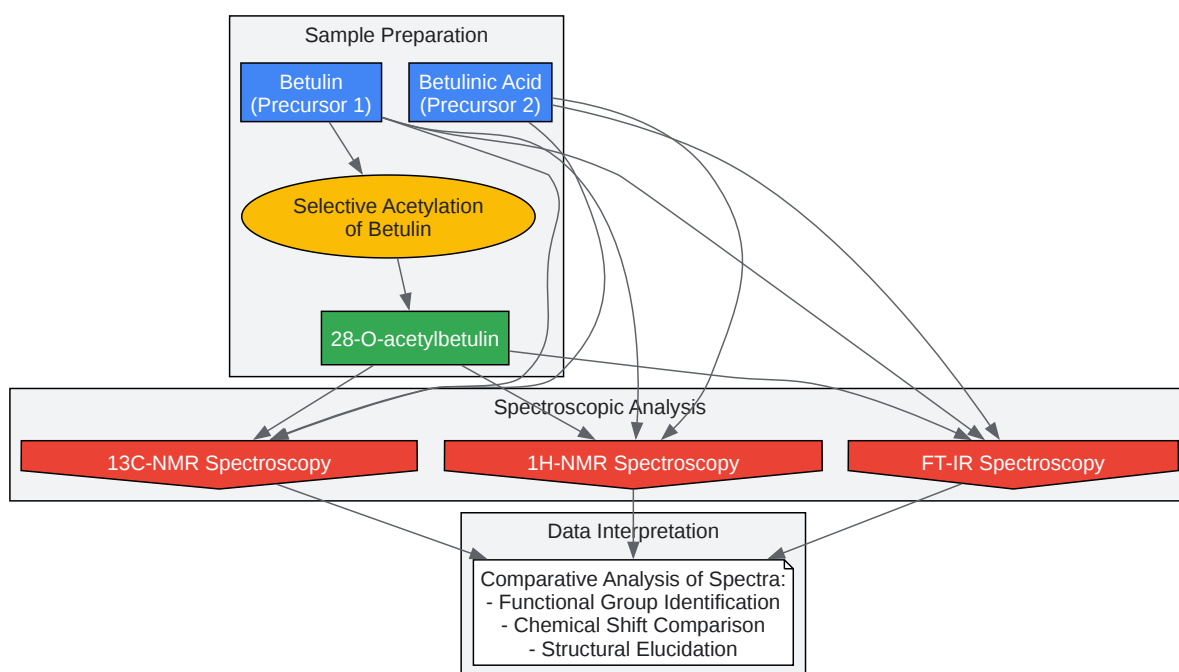 Sample Preparation
Betulin
(Precursor 1)
Betulinic Acid
(Precursor 2)
Selective Acetylation
of Betulin
28-O-acetylbetulin
Spectroscopic Analysis
13C-NMR Spectroscopy
1H-NMR Spectroscopy
FT-IR Spectroscopy
Data Interpretation
Comparative Analysis of Spectra:
- Functional Group Identification
- Chemical Shift Comparison
- Structural Elucidation